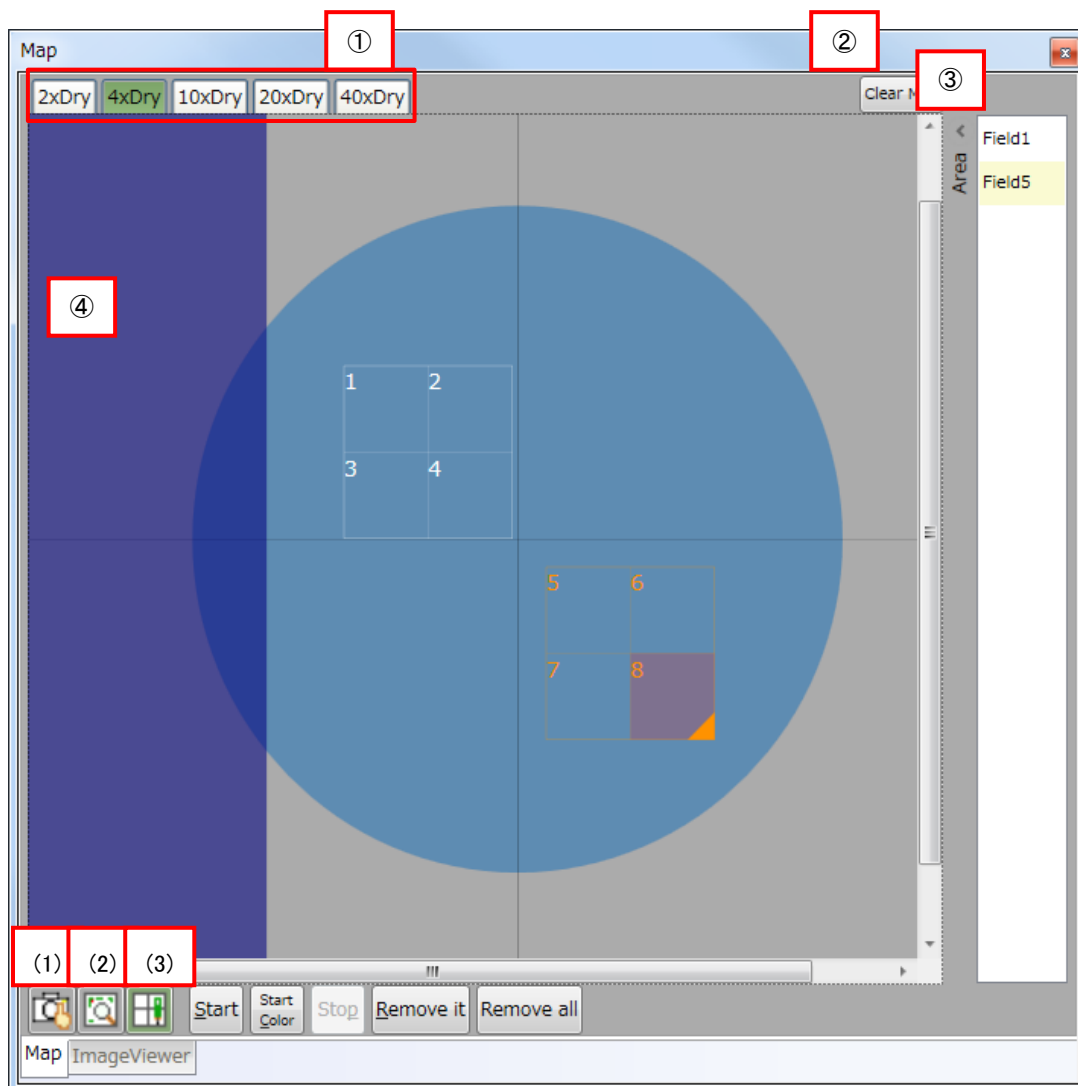 ①
②
Map
x
③
2xDry 4xDry 10xDry 20xDry 40xDry
Clear M
Area
Field1
Field5
④
1 2
3 4
5 6
7 8
(1) (2) (3)
Start
Start Color
Stop
Remove it
Remove all
Map ImageViewer